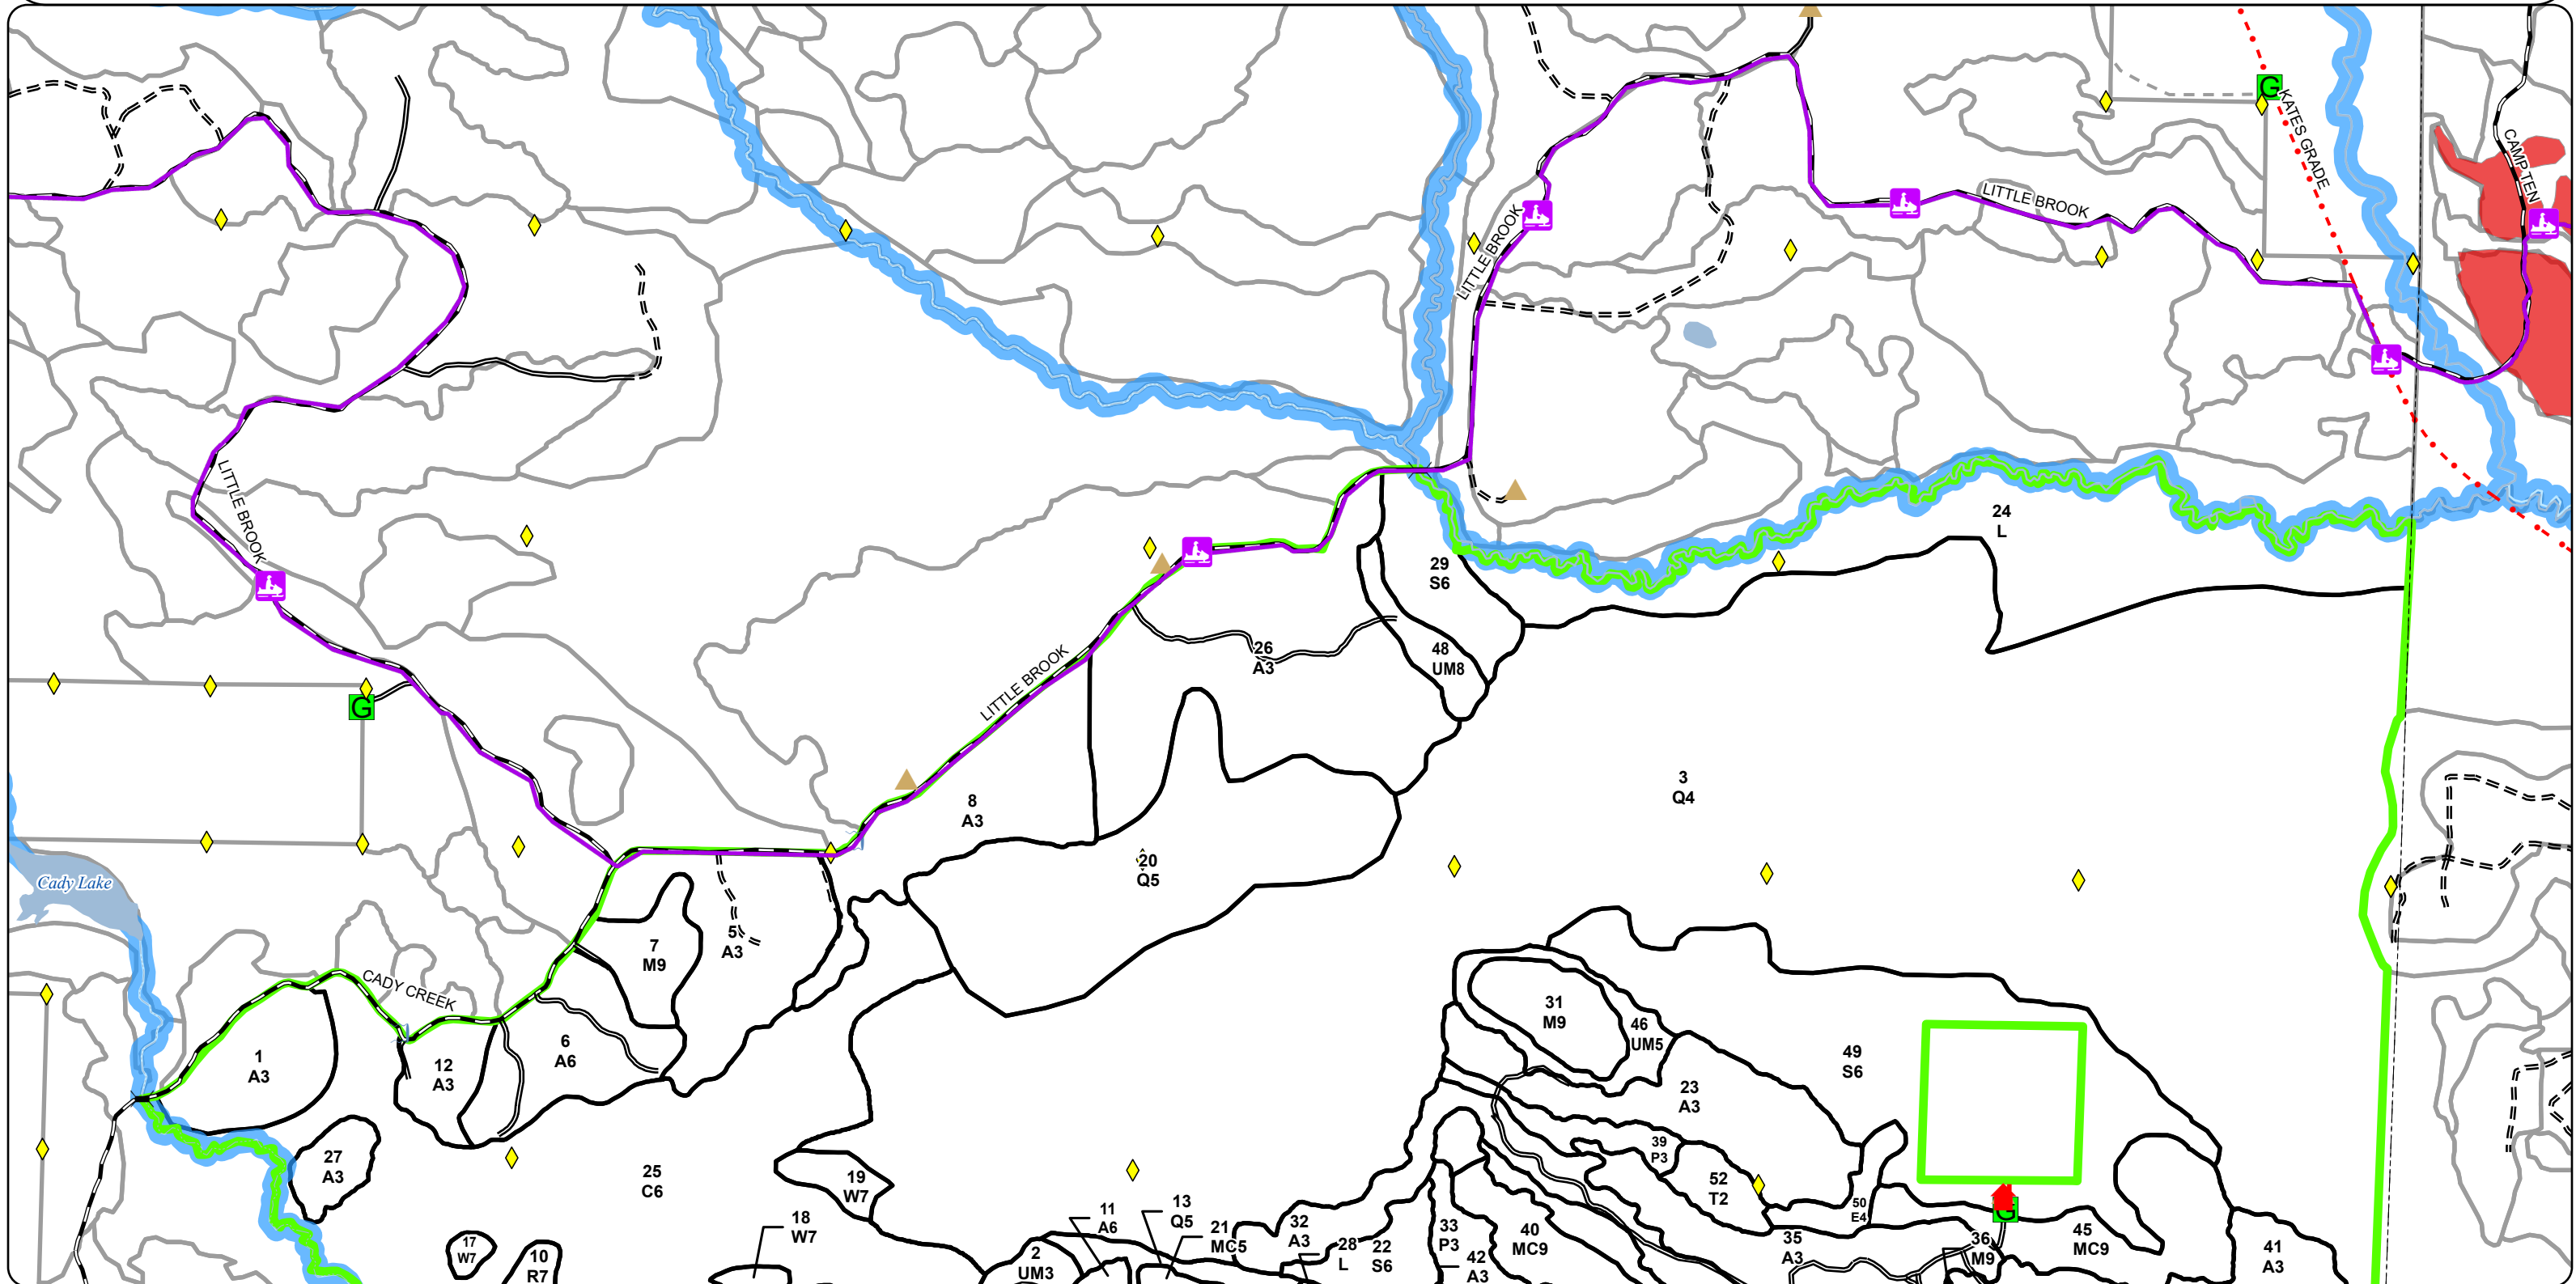 G
KATES GRADE
CAMP TEN
LITTLE BROOK
LITTLE BROOK
LITTLE BROOK
24
L
29
S6
26
A3
48
UM8
LITTLE BROOK
G
3
Q4
8
A3
20
Q5
Cady Lake
5
A3
7
M9
CADY CREEK
31
M9
46
UM5
49
S6
1
A3
12
A3
6
A6
23
A3
39
P3
52
T2
27
A3
25
C6
19
W7
50
E4
G
18
W7
11
A6
13
Q5
21
MC5
32
A3
28
L
22
S6
33
P3
40
MC9
42
A3
35
A3
36
M9
45
MC9
41
A3
17
W7
10
R7
2
UM3